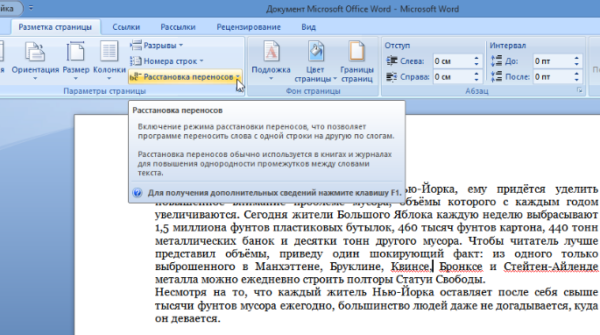 йка
Документ Microsoft Office Word - Microsoft Word
Разметка страницы Ссылки Рассылки Рецензирование Вид
Ориентация Размер Колонки
Разрывы
Номера строк
Расстановка переносов
Параметры страницы
Подложка Цвет страницы Границы страниц
Фон страницы
Отступ Интервал
Слева: 0 см До: 0 пт
Справа: 0 см После: 0 пт
Абзац
Расстановка переносов
Включение режима расстановки переносов, что позволяет
программе переносить слова с одной строки на другую по слогам.
Расстановка переносов обычно используется в книгах и журналах
для повышения однородности промежутков между словами
текста.
Для получения дополнительных сведений нажмите клавишу F1.
ью-Йорка, ему придётся уделить
повышенное внимание проблеме мусора, объёмы которого с каждым годом
увеличиваются. Сегодня жители Большого Яблока каждую неделю выбрасывают
1,5 миллиона фунтов пластиковых бутылок, 460 тысяч фунтов картона, 440 тонн
металлических банок и десятки тонн другого мусора. Чтобы читатель лучше
представил объёмы, приведу один шокирующий факт: из одного только
выброшенного в Манхэттене, Бруклине, Квинсе, Бронксе и Стейтен-Айленде
металла можно ежедневно строить полторы Статуи Свободы.
Несмотря на то, что каждый житель Нью-Йорка оставляет после себя свыше
тысячи фунтов мусора ежегодно, большинство людей даже не догадывается, куда
он девается.